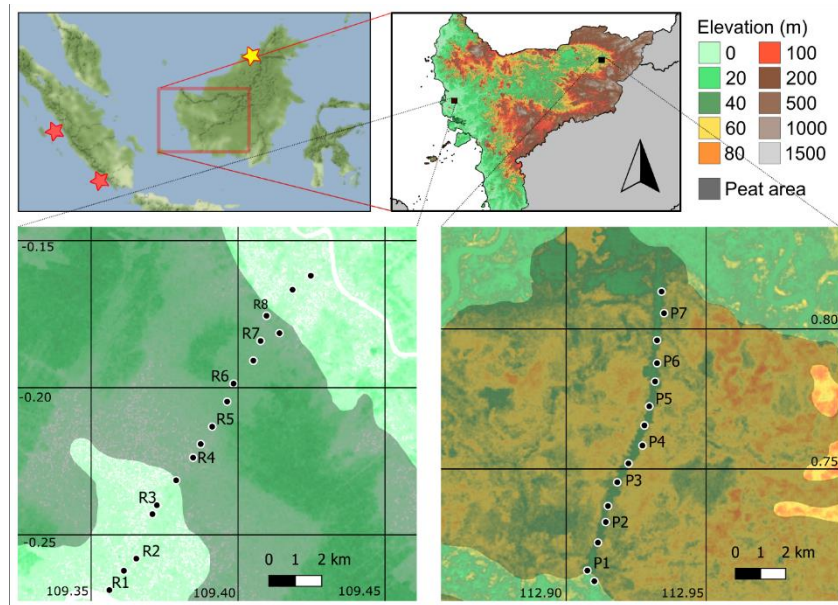 Elevation (m)
0 100
20 200
40 500
60 1000
80 1500
Peat area
-0.15
R8
R7
R6
-0.20
R5
R4
R3
-0.25
R2
R1
0 1 2 km
109.35 109.40 109.45
P7
0.80
P6
P5
P4
0.75
P3
P2
P1
0 1 2 km
112.90 112.95